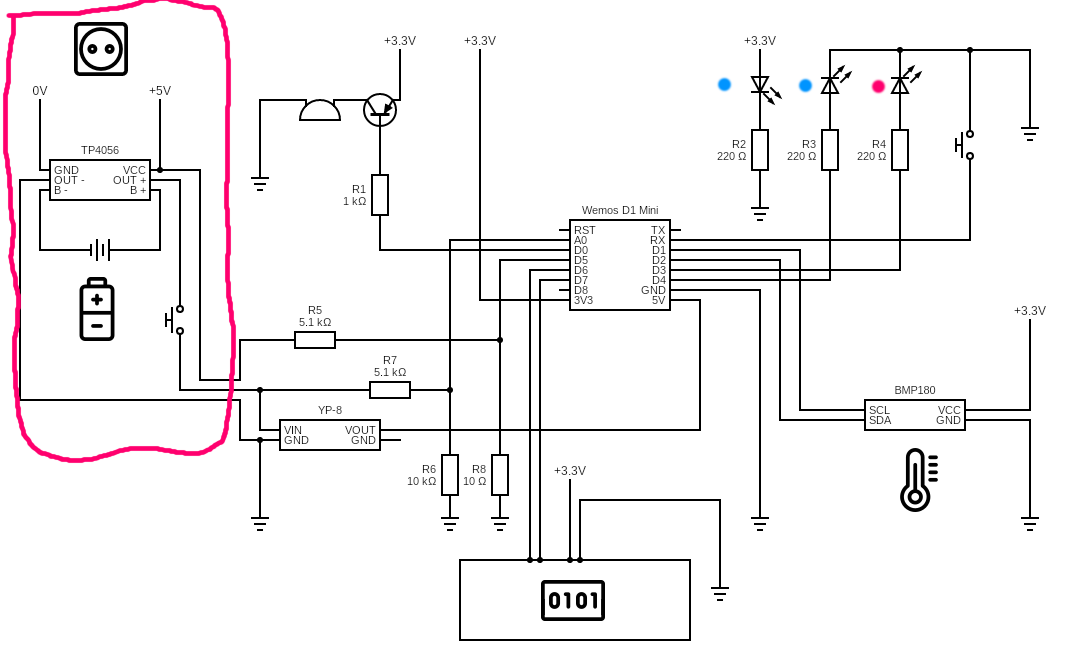 +3.3V
+3.3V
+3.3V
0V
+5V
TP4056
GND
VCC
OUT -
OUT +
B -
B +
R1
1 kΩ
R2
220 Ω
R3
220 Ω
R4
220 Ω
Wemos D1 Mini
RST
TX
A0
RX
D0
D1
D5
D2
D6
D3
D7
D4
D8
GND
3V3
5V
R5
5.1 kΩ
R7
5.1 kΩ
YP-8
VIN
VOUT
GND
GND
R6
10 kΩ
R8
10 Ω
+3.3V
0101
+3.3V
BMP180
SCL
VCC
SDA
GND